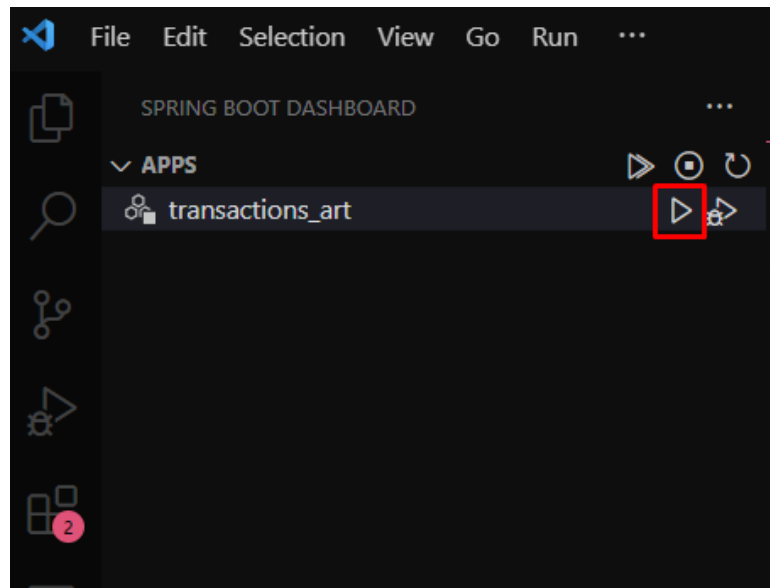 File Edit Selection View Go Run ...
SPRING BOOT DASHBOARD ...
APPS
transactions_art
2